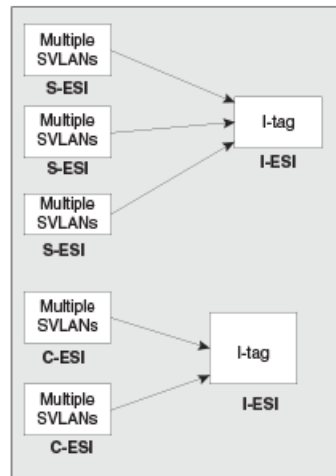 Multiple
SVLANs
S-ESI
Multiple
SVLANs
S-ESI
Multiple
SVLANs
S-ESI
I-tag
I-ESI
Multiple
SVLANs
C-ESI
Multiple
SVLANs
C-ESI
I-tag
I-ESI